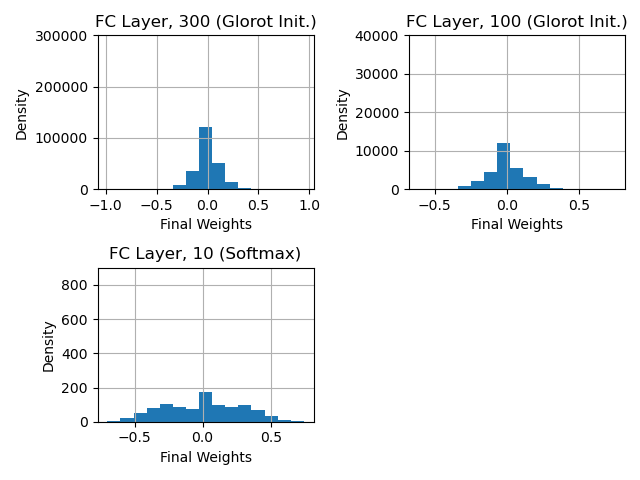 FC Layer, 300 (Glorot Init.)
300000
200000
100000
0
Density
−1.0 −0.5 0.0 0.5 1.0
Final Weights
FC Layer, 100 (Glorot Init.)
40000
30000
20000
10000
0
Density
−0.5 0.0 0.5
Final Weights
FC Layer, 10 (Softmax)
800
600
400
200
0
Density
−0.5 0.0 0.5
Final Weights